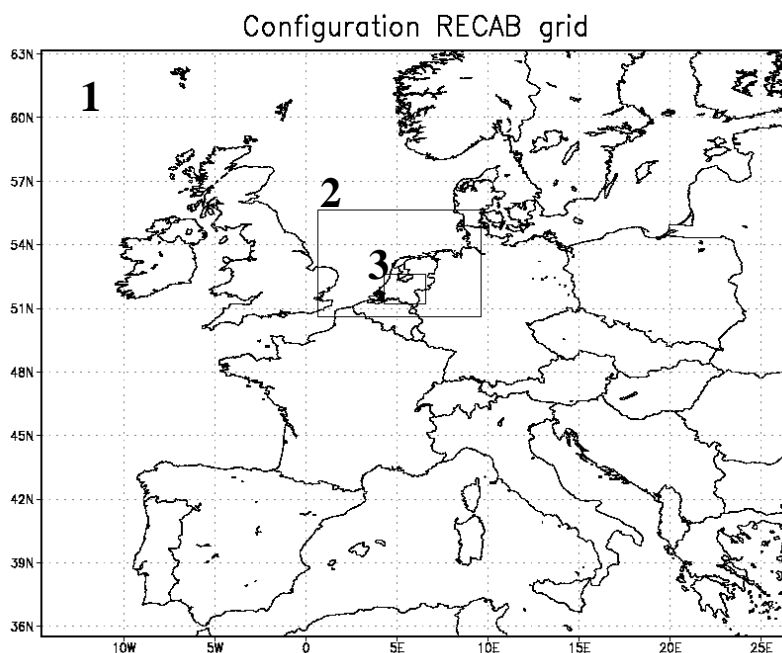 Configuration RECAB grid
63N
1
60N
57N
2
54N
3
51N
48N
45N
42N
39N
36N
10W 5W 0 5E 10E 15E 20E 25E